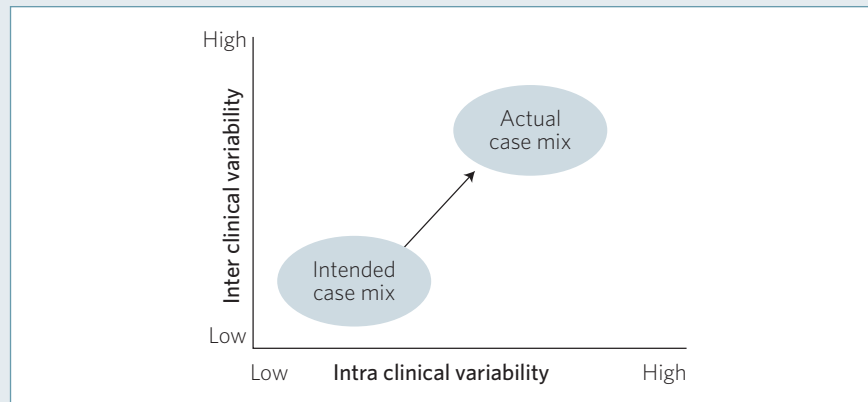 High
Inter clinical variability
Actual
case mix
Intended
case mix
Low
Low
Intra clinical variability
High